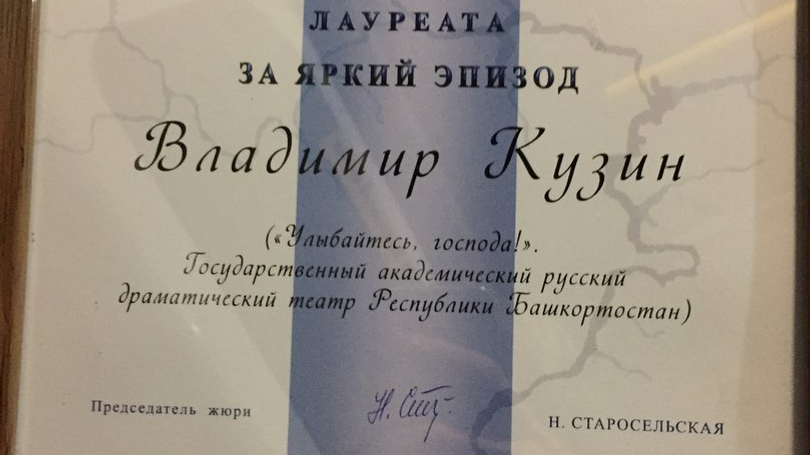 ЛАУРЕАТА
ЗА ЯРКИЙ ЭПИЗОД
Владимир Кузин
(«Улыбайтесь, господа!».
Государственный академический русский
драматический театр Республики Башкортостан)
Председатель жюри
Н. СТАРОСЕЛЬСКАЯ